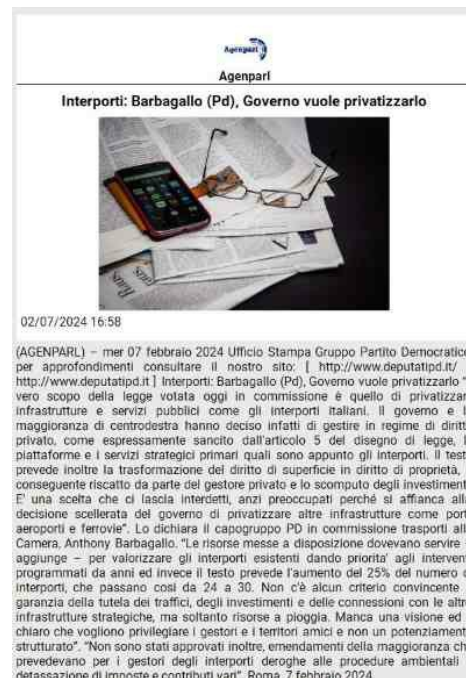 Agenparl
Agenparl
Interporti: Barbagallo (Pd), Governo vuole privatizzarlo
02/07/2024 16:58
(AGENPARL) – mer 07 febbraio 2024 Ufficio Stampa Gruppo Partito Democratico
per approfondimenti consultare il nostro sito: [ http://www.deputatipd.it/
http://www.deputatipd.it ] Interporti: Barbagallo (Pd), Governo vuole privatizzarlo "
vero scopo della legge votata oggi in commissione è quello di privatizzar
infrastrutture e servizi pubblici come gli interporti italiani. Il governo e l
maggioranza di centrodestra hanno deciso infatti di gestire in regime di diritt
privato, come espressamente sancito dall'articolo 5 del disegno di legge, l
piattaforme e i servizi strategici primari quali sono appunto gli interporti. Il test
prevede inoltre la trasformazione del diritto di superficie in diritto di proprietà,
conseguente riscatto da parte del gestore privato e lo scomputo degli investiment
E' una scelta che ci lascia interdetti, anzi preoccupati perché si affianca all
decisione scellerata del governo di privatizzare altre infrastrutture come port
aeroporti e ferrovie". Lo dichiara il capogruppo PD in commissione trasporti all
Camera, Anthony Barbagallo. "Le risorse messe a disposizione dovevano servire –
aggiunge – per valorizzare gli interporti esistenti dando priorita' agli intervent
programmati da anni ed invece il testo prevede l'aumento del 25% del numero d
interporti, che passano così da 24 a 30. Non c'è alcun criterio convincente
garanzia della tutela dei traffici, degli investimenti e delle connessioni con le altr
infrastrutture strategiche, ma soltanto risorse a pioggia. Manca una visione ed
chiaro che vogliono privilegiare i gestori e i territori amici e non un potenziament
strutturato". "Non sono stati approvati inoltre, emendamenti della maggioranza ch
prevedevano per i gestori degli interporti deroghe alle procedure ambientali
detassazione di imposte e contributi vari". Roma, 7 febbraio 2024